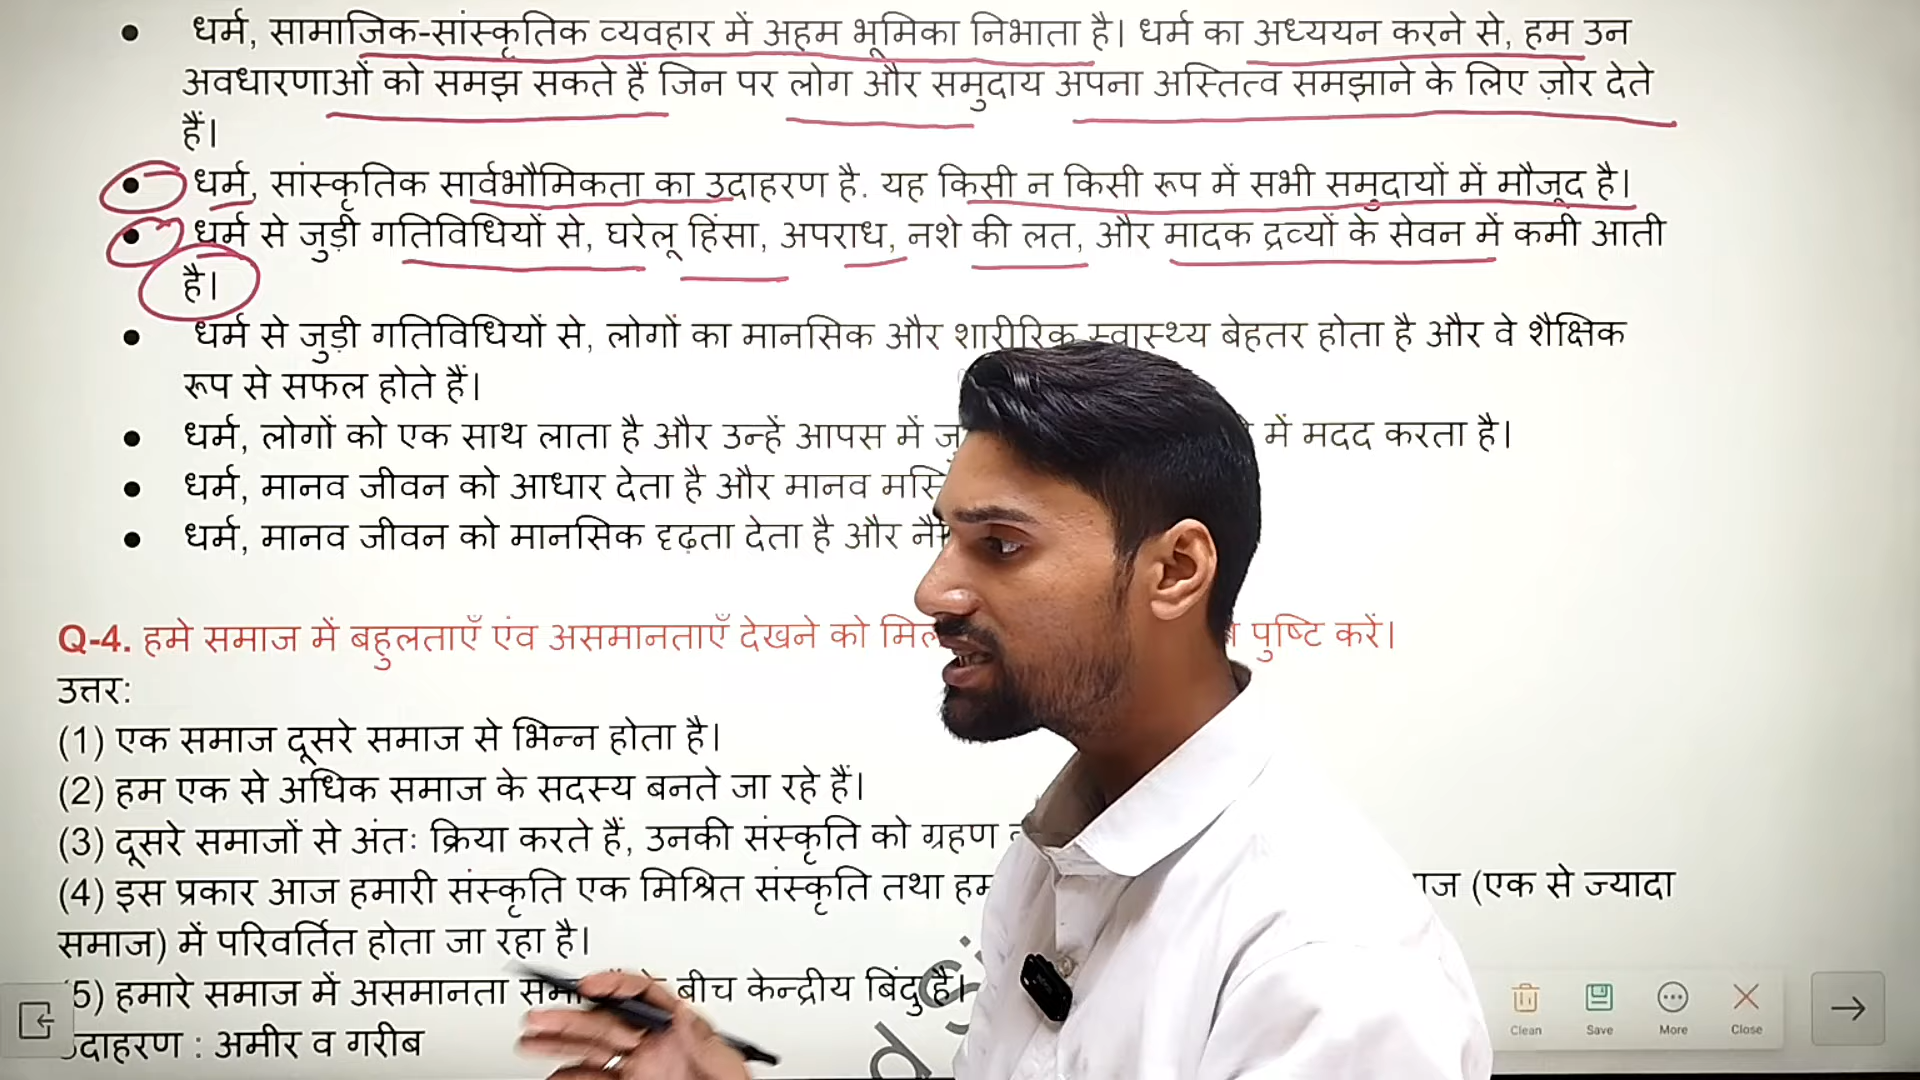 धर्म, सामाजिक-सांस्कृतिक व्यवहार में अहम भूमिका निभाता है। धर्म का अध्ययन करने से, हम उन
अवधारणाओं को समझ सकते हैं जिन पर लोग और समुदाय अपना अस्तित्व समझाने के लिए ज़ोर देते
हैं।
धर्म, सांस्कृतिक सार्वभौमिकता का उदाहरण है. यह किसी न किसी रूप में सभी समुदायों में मौजूद है।
धर्म से जुड़ी गतिविधियों से, घरेलू हिंसा, अपराध, नशे की लत, और मादक द्रव्यों के सेवन में कमी आती
है।
धर्म से जुड़ी गतिविधियों से, लोगों का मानसिक और शारीरिक स्वास्थ्य बेहतर होता है और वे शैक्षिक
रूप से सफल होते हैं।
धर्म, लोगों को एक साथ लाता है और उन्हें आपस में में मदद करता है।
धर्म, मानव जीवन को आधार देता है और मानव
धर्म, मानव जीवन को मानसिक दृढ़ता देता है और
Q-4. हमे समाज में बहुलताएँ एंव असमानताएँ देखने को पुष्टि करें।
उत्तर:
(1) एक समाज दूसरे समाज से भिन्न होता है।
(2) हम एक से अधिक समाज के सदस्य बनते जा रहे हैं।
(3) दूसरे समाजों से अंतः क्रिया करते हैं, उनकी संस्कृति को ग्रहण
(4) इस प्रकार आज हमारी संस्कृति एक मिश्रित संस्कृति तथा (एक से ज्यादा
समाज) में परिवर्तित होता जा रहा है।
5) हमारे समाज में असमानता बीच केन्द्रीय बिंदु है।
: अमीर व गरीब
Clean Save More Close